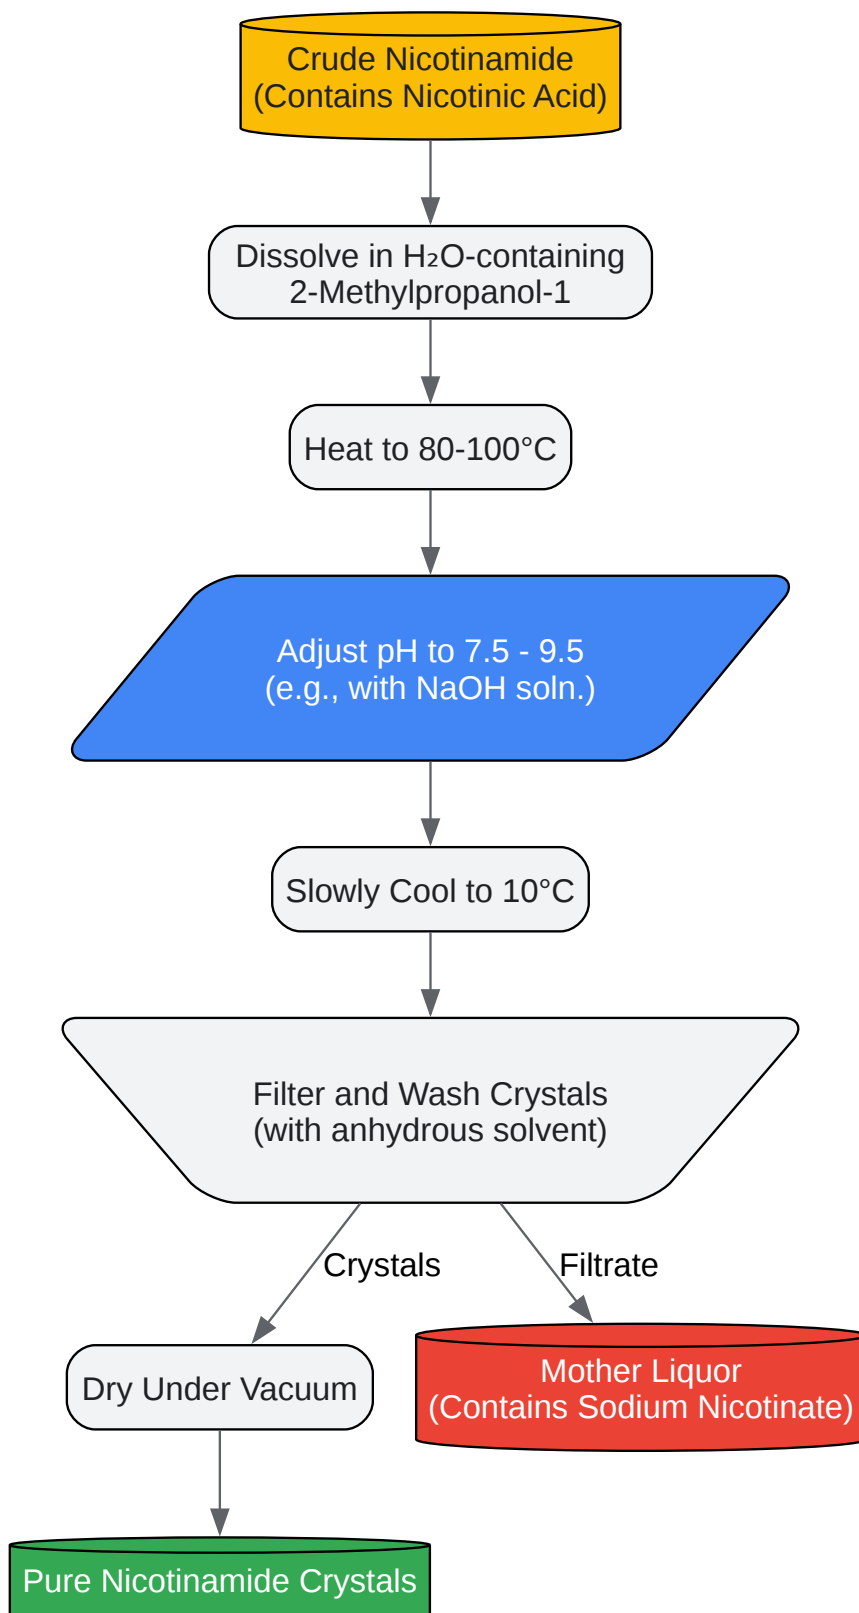 Crude Nicotinamide
(Contains Nicotinic Acid)
Dissolve in H₂O-containing
2-Methylpropanol-1
Heat to 80-100°C
Adjust pH to 7.5 - 9.5
(e.g., with NaOH soln.)
Slowly Cool to 10°C
Filter and Wash Crystals
(with anhydrous solvent)
Crystals
Filtrate
Mother Liquor
(Contains Sodium Nicotinate)
Dry Under Vacuum
Pure Nicotinamide Crystals